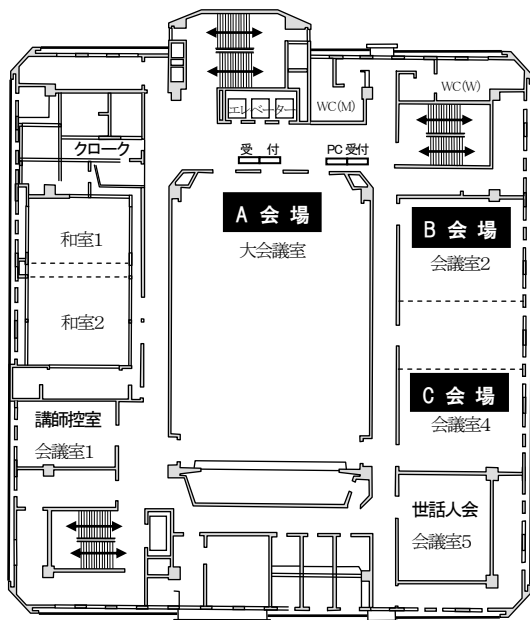 エレベーター
WC(M)
WC(W)
受 付
PC 受付
クローク
A 会 場
大会議室
B 会 場
会議室2
和室1
和室2
C 会 場
会議室4
講師控室
会議室1
世話人会
会議室5